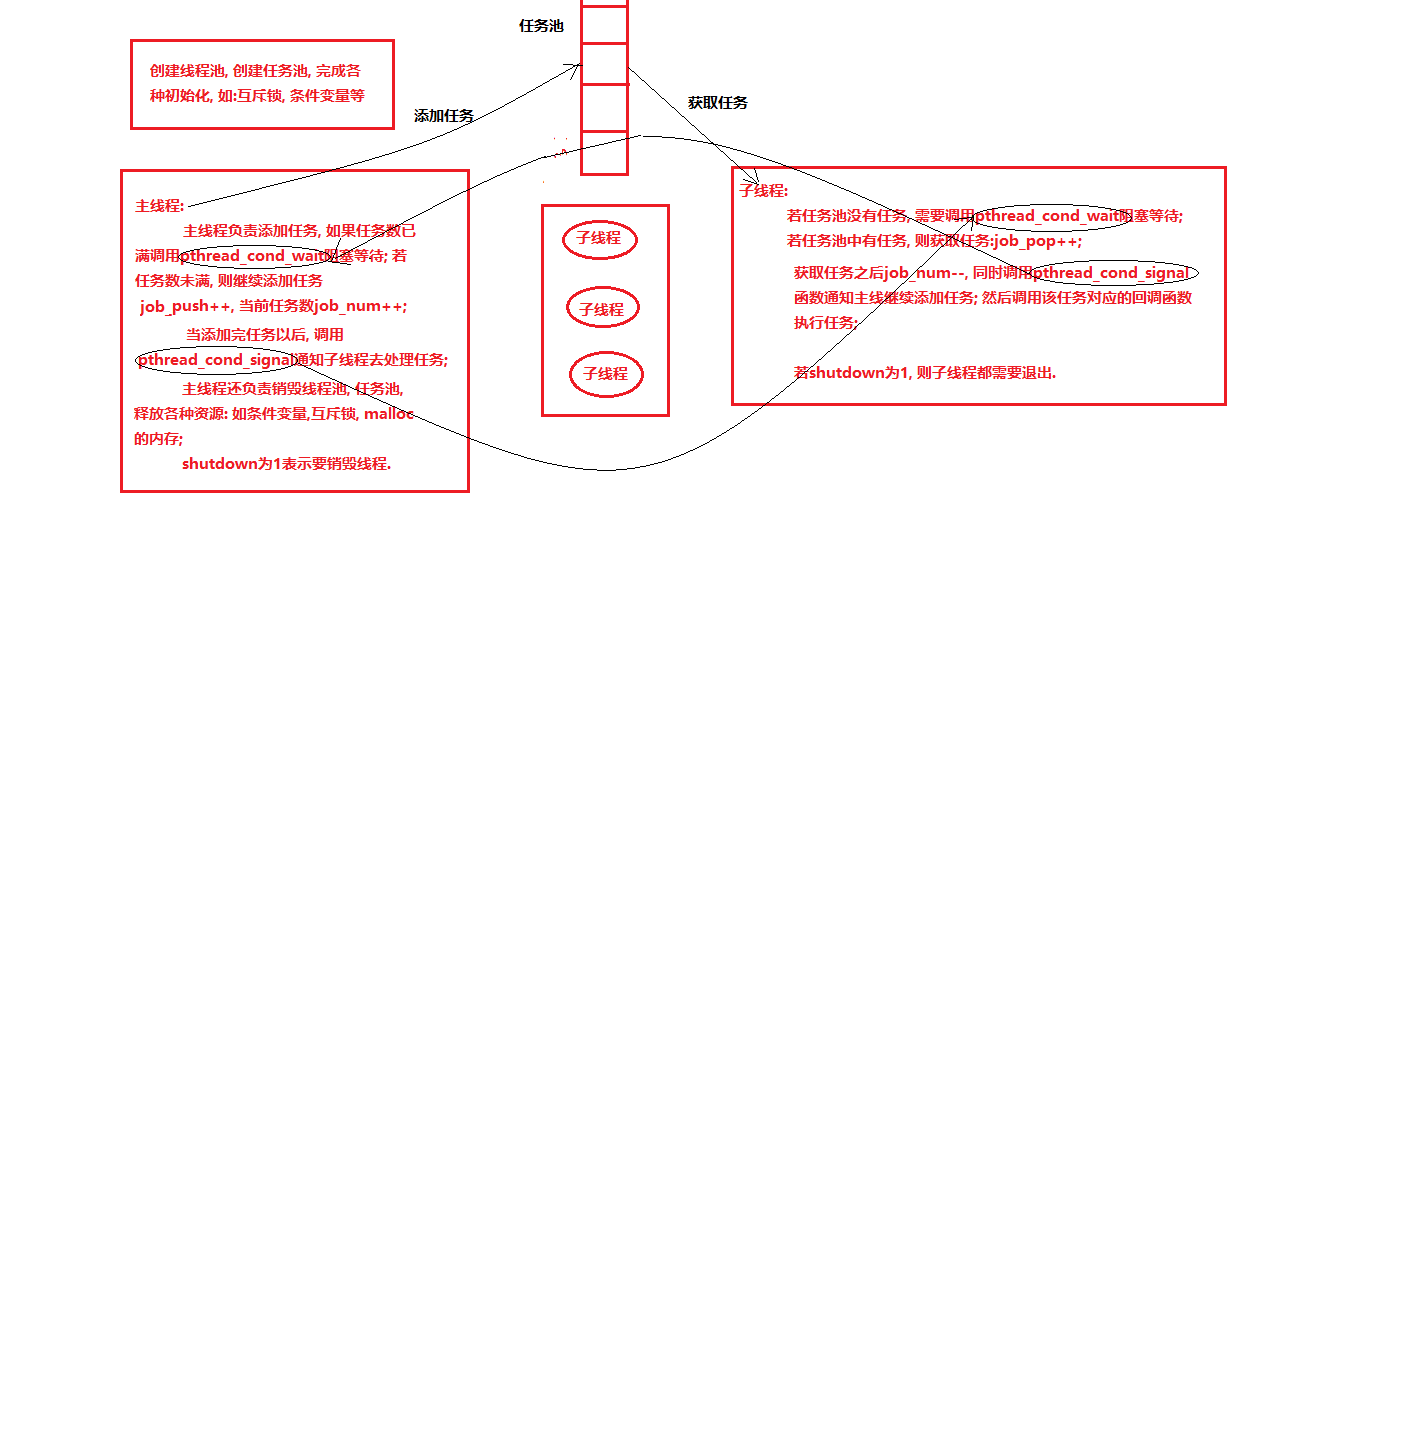 任务池
创建线程池, 创建任务池, 完成各
种初始化, 如:互斥锁, 条件变量等
添加任务
获取任务
主线程:
主线程负责添加任务, 如果任务数已
满调用pthread_cond_wait阻塞等待; 若
任务数未满, 则继续添加任务
job_push++, 当前任务数job_num++;
当添加完任务以后, 调用
pthread_cond_signal通知子线程去处理任务;
主线程还负责销毁线程池, 任务池,
释放各种资源: 如条件变量,互斥锁, malloc
的内存;
shutdown为1表示要销毁线程.
子线程
子线程
子线程
子线程:
若任务池没有任务, 需要调用pthread_cond_wait阻塞等待;
若任务池中有任务, 则获取任务:job_pop++;
获取任务之后job_num--, 同时调用pthread_cond_signal
函数通知主线继续添加任务; 然后调用该任务对应的回调函数
执行任务;
若shutdown为1, 则子线程都需要退出.